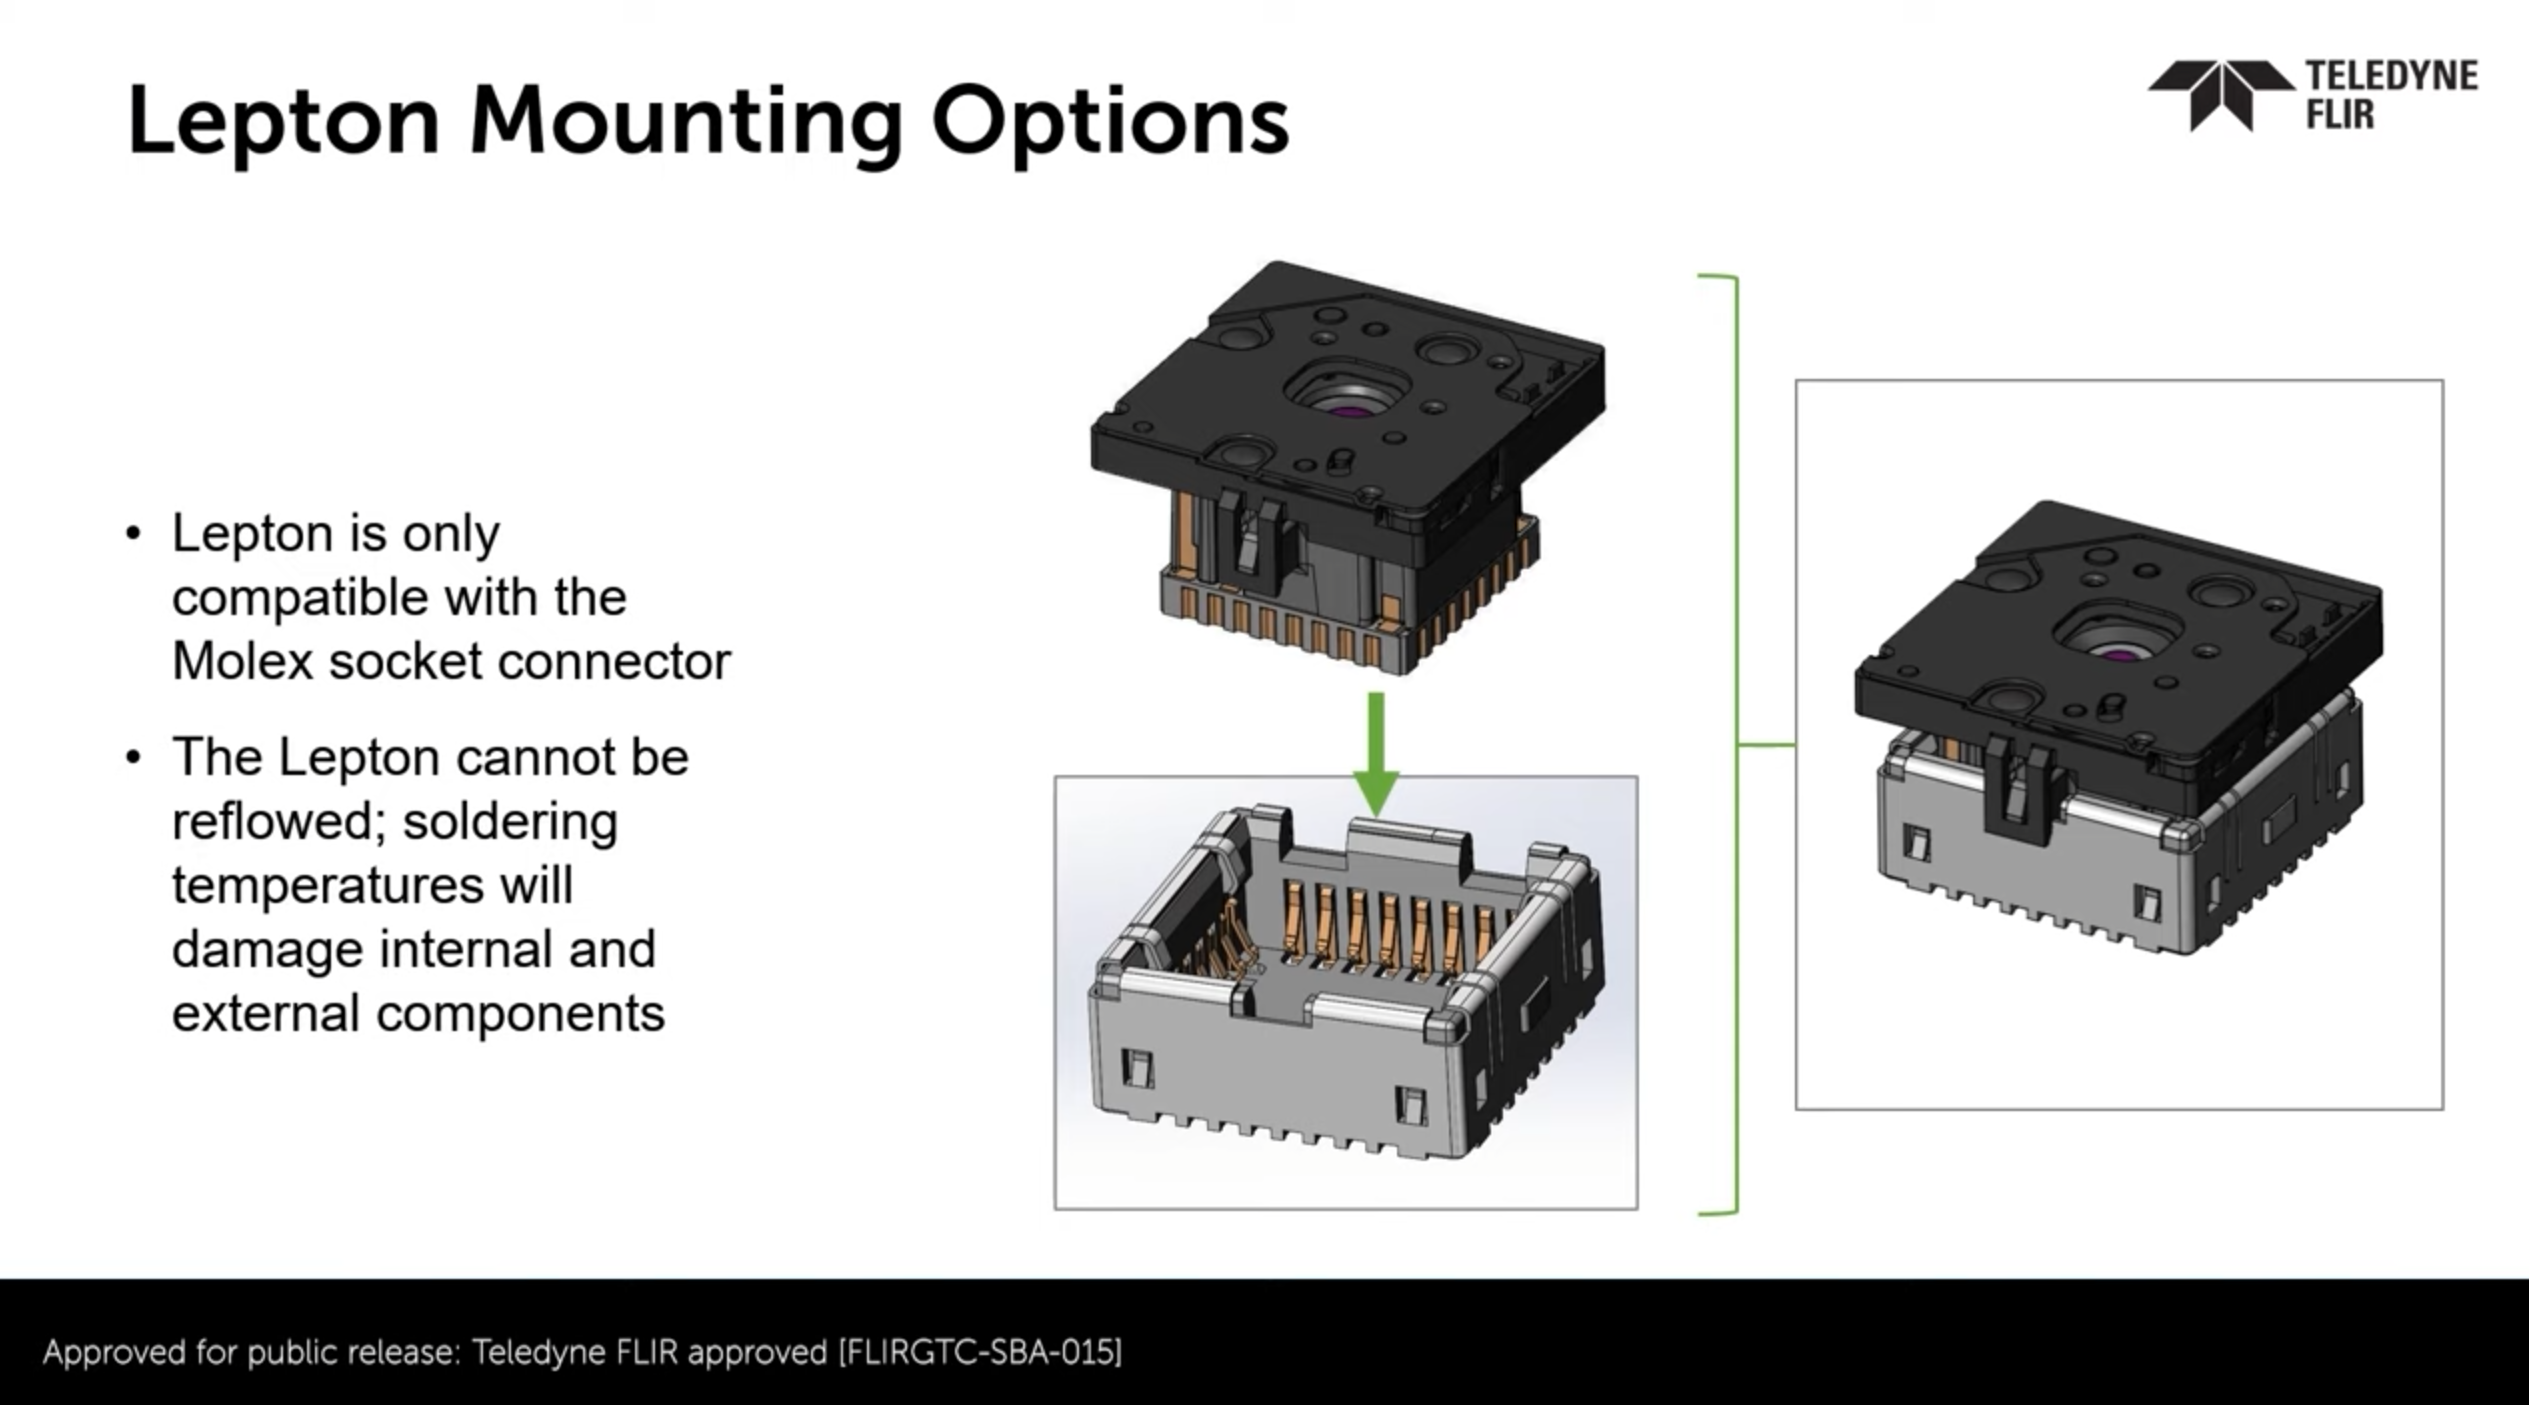 Lepton Mounting Options
TELEDYNE
FLIR
• Lepton is only
compatible with the
Molex socket connector
• The Lepton cannot be
reflowed; soldering
temperatures will
damage internal and
external components
Approved for public release: Teledyne FLIR approved [FLIRGTC-SBA-015]